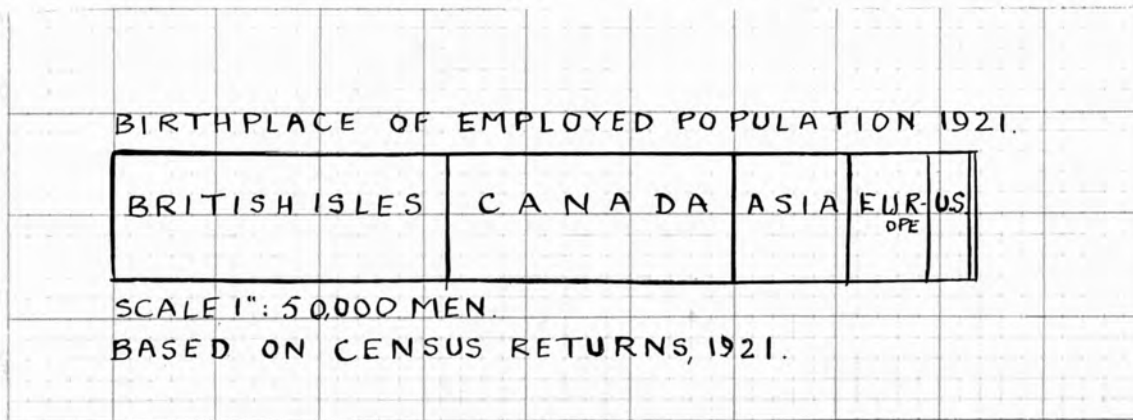 BIRTHPLACE OF EMPLOYED POPULATION 1921.
BRITISH ISLES CANADA ASIA EUR- U.S.
OPE
SCALE 1": 50,000 MEN.
BASED ON CENSUS RETURNS, 1921.